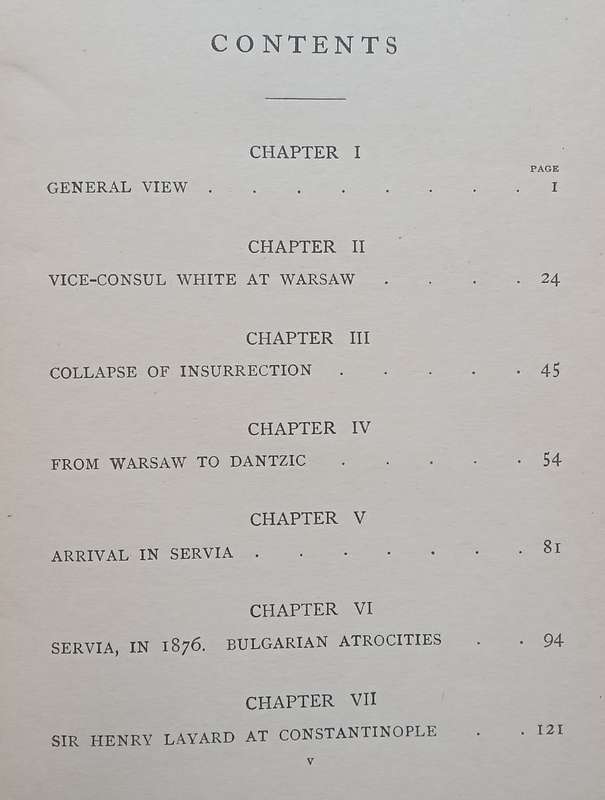 CONTENTS
CHAPTER I
PAGE
GENERAL VIEW . . . . . . . . 1
CHAPTER II
VICE-CONSUL WHITE AT WARSAW . . . . 24
CHAPTER III
COLLAPSE OF INSURRECTION . . . . . 45
CHAPTER IV
FROM WARSAW TO DANTZIC . . . . . 54
CHAPTER V
ARRIVAL IN SERVIA . . . . . . . 81
CHAPTER VI
SERVIA, IN 1876. BULGARIAN ATROCITIES . . 94
CHAPTER VII
SIR HENRY LAYARD AT CONSTANTINOPLE . . 121
v